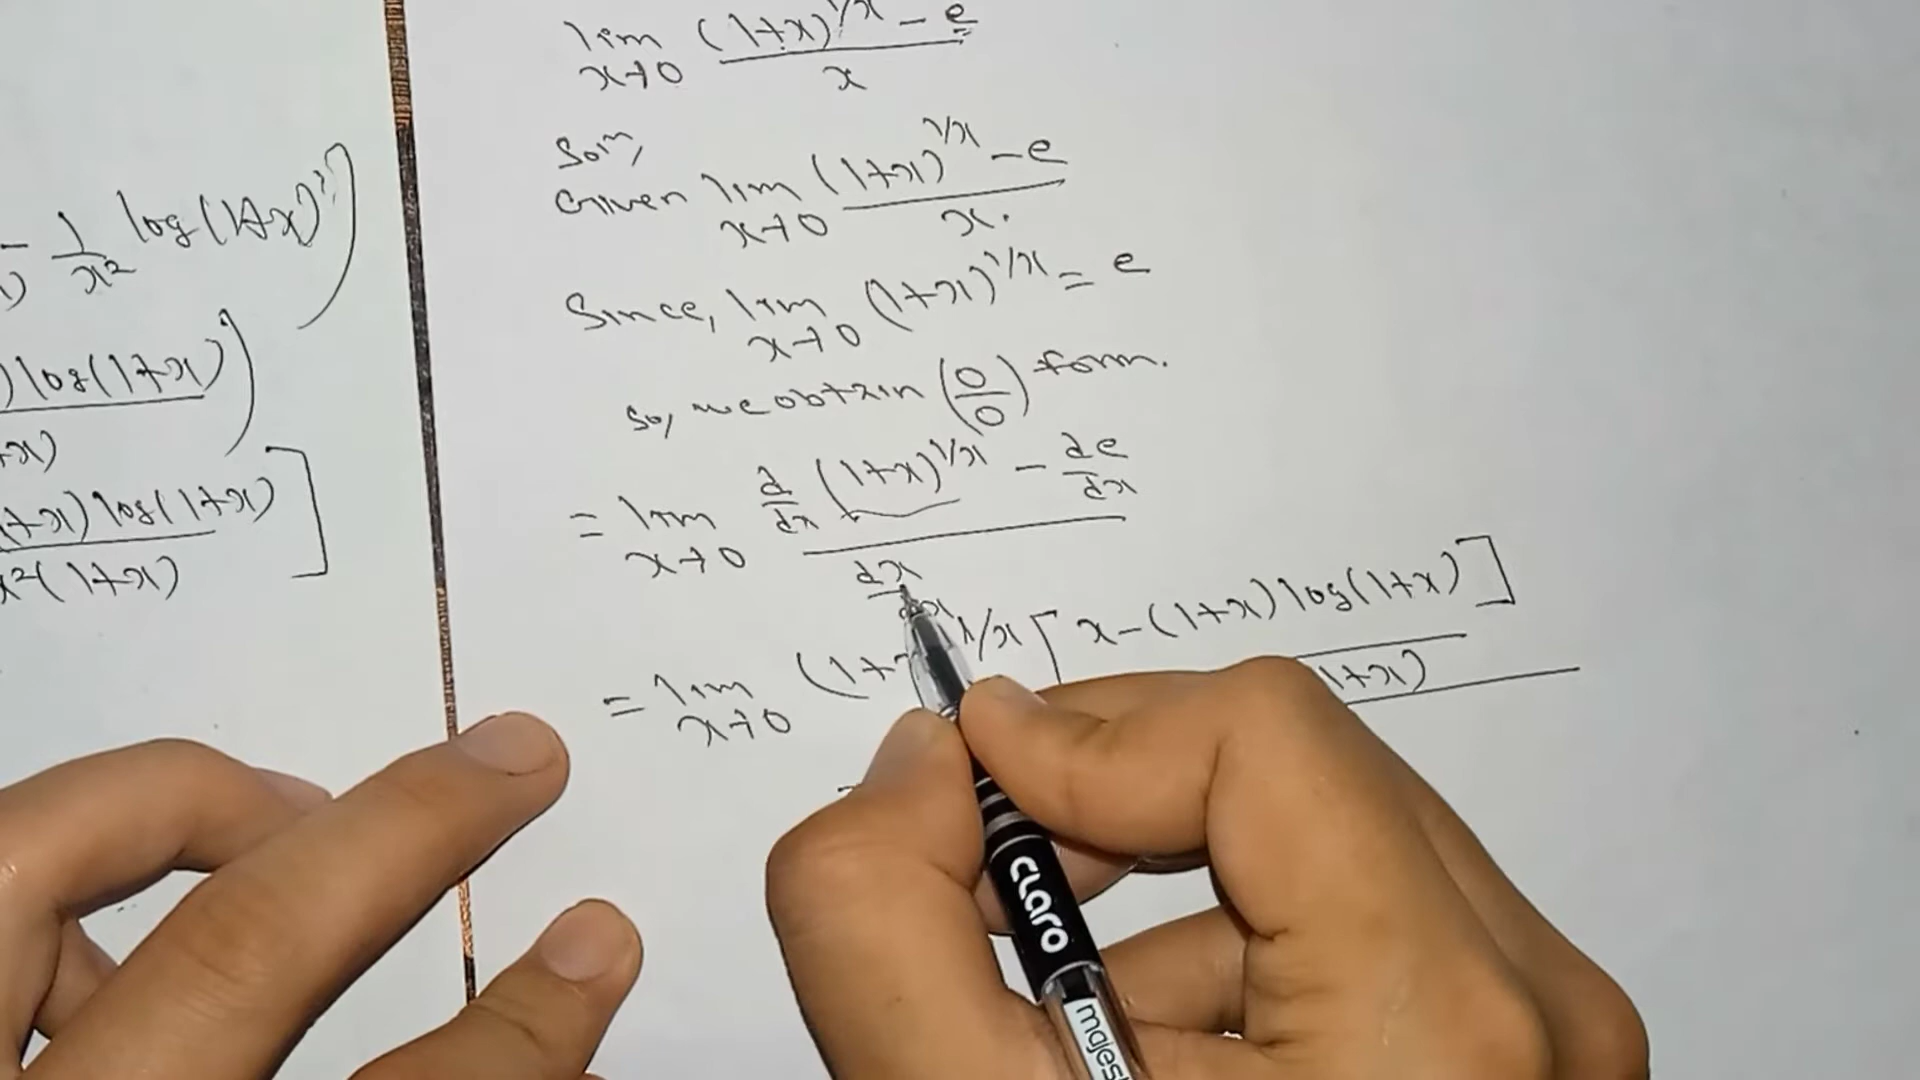 - 1/x² log(1+x)
) log(1+x)
+x)
+x) log(1+x)
x²(1+x)
lim x→0 ((1+x)^1/x - e)/x
Soln,
Given lim x→0 ((1+x)^1/x - e)/x.
Since, lim x→0 (1+x)^1/x = e
so, we obtain (0/0) form.
= lim x→0 (d/dx (1+x)^1/x - de/dx)/(dx/dx)
= lim x→0 (1+ 1/x [x-(1+x) log(1+x)]
1+x)
CLARO
majes